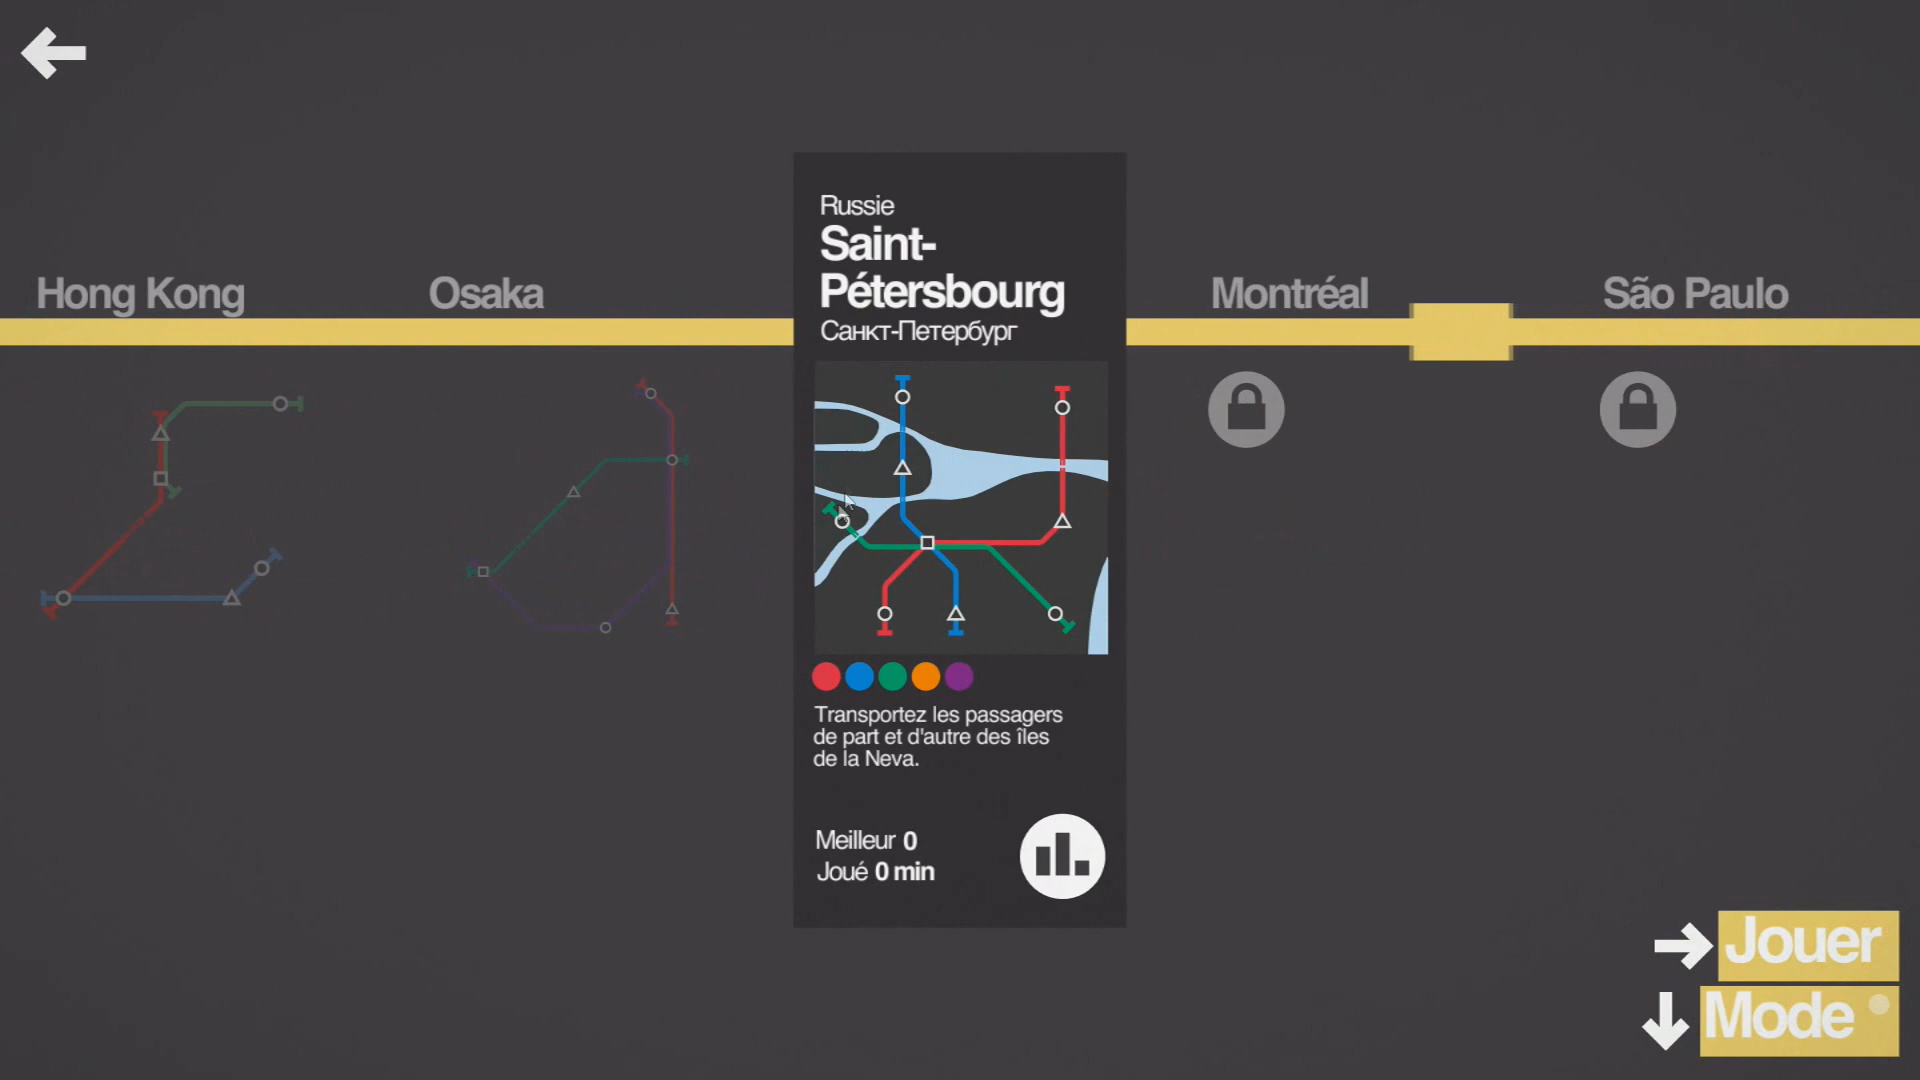 Hong Kong
Osaka
Russie
Saint-
Pétersbourg
Санкт-Петербург
Montréal
São Paulo
Transportez les passagers
de part et d'autre des îles
de la Neva.
Meilleur 0
Joué 0 min
Jouer
Mode